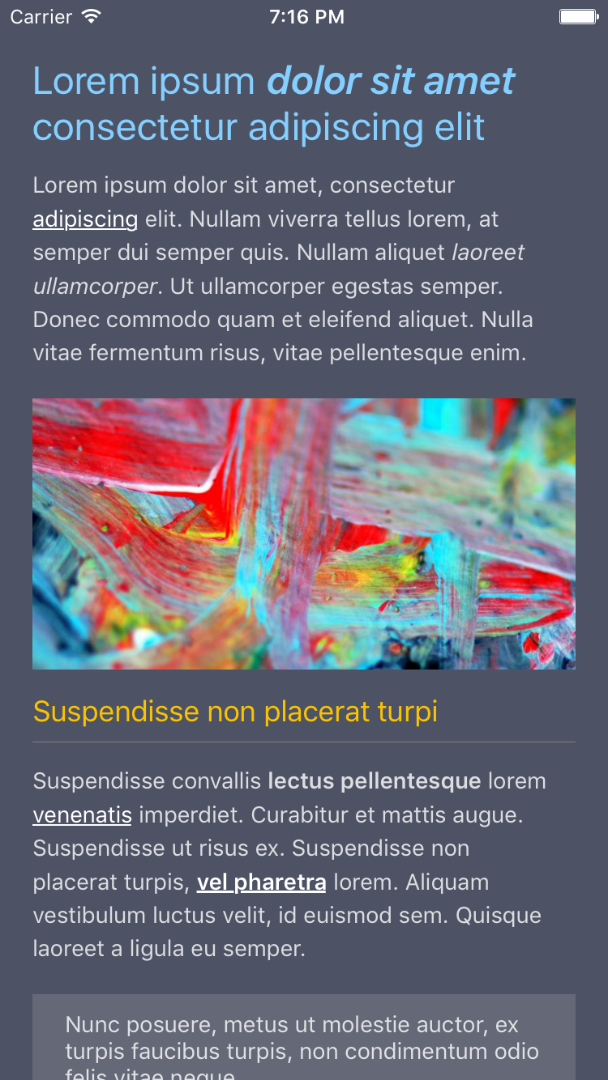 Carrier 7:16 PM
Lorem ipsum dolor sit amet
consectetur adipiscing elit
Lorem ipsum dolor sit amet, consectetur
adipiscing elit. Nullam viverra tellus lorem, at
semper dui semper quis. Nullam aliquet laoreet
ullamcorper. Ut ullamcorper egestas semper.
Donec commodo quam et eleifend aliquet. Nulla
vitae fermentum risus, vitae pellentesque enim.
Suspendisse non placerat turpi
Suspendisse convallis lectus pellentesque lorem
venenatis imperdiet. Curabitur et mattis augue.
Suspendisse ut risus ex. Suspendisse non
placerat turpis, vel pharetra lorem. Aliquam
vestibulum luctus velit, id euismod sem. Quisque
laoreet a ligula eu semper.
Nunc posuere, metus ut molestie auctor, ex
turpis faucibus turpis, non condimentum odio
felis vitae neque